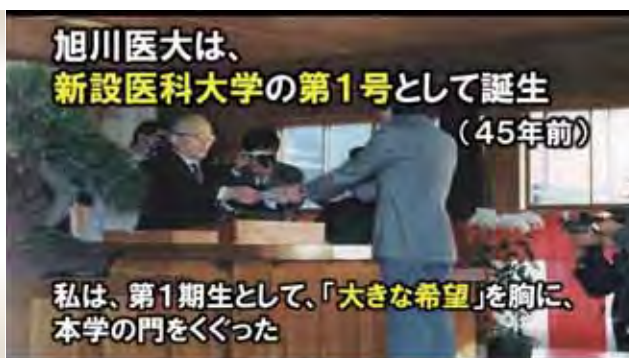 旭川医大は、
新設医科大学の第1号として誕生
(45年前)
私は、第1期生として、「大きな希望」を胸に、
本学の門をくぐった